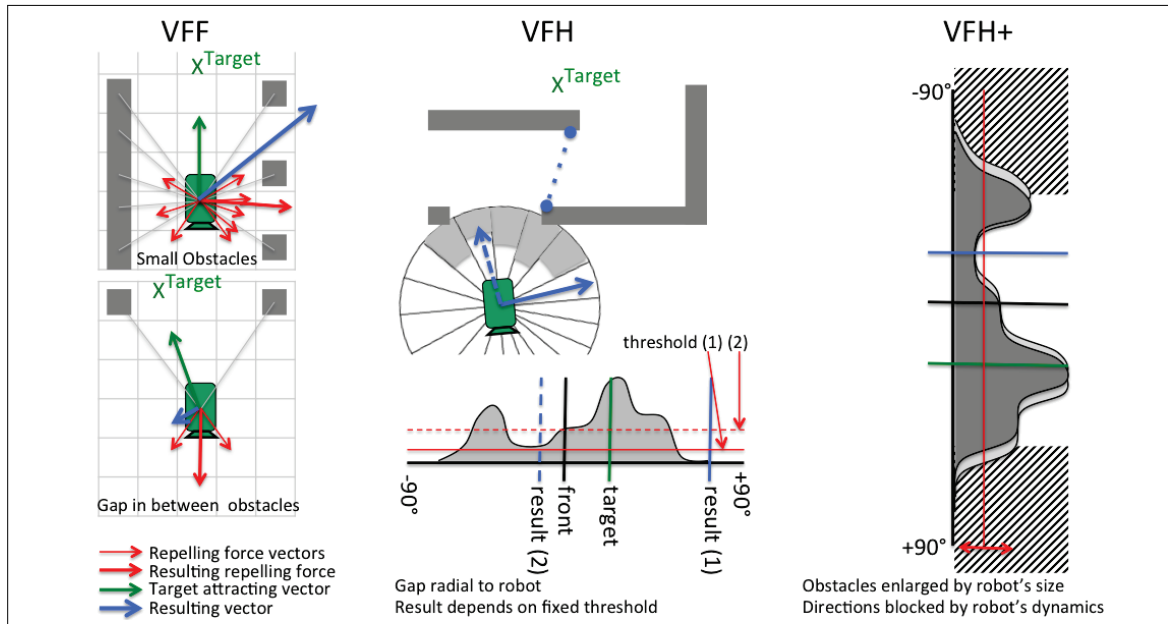 VFF
X Target
Small Obstacles
X Target
Gap in between obstacles
Repelling force vectors
Resulting repelling force
Target attracting vector
Resulting vector
VFH
X Target
threshold (1) (2)
-90°
result (2)
front
target
result (1)
+90°
Gap radial to robot
Result depends on fixed threshold
VFH+
-90°
+90°
Obstacles enlarged by robot's size
Directions blocked by robot's dynamics